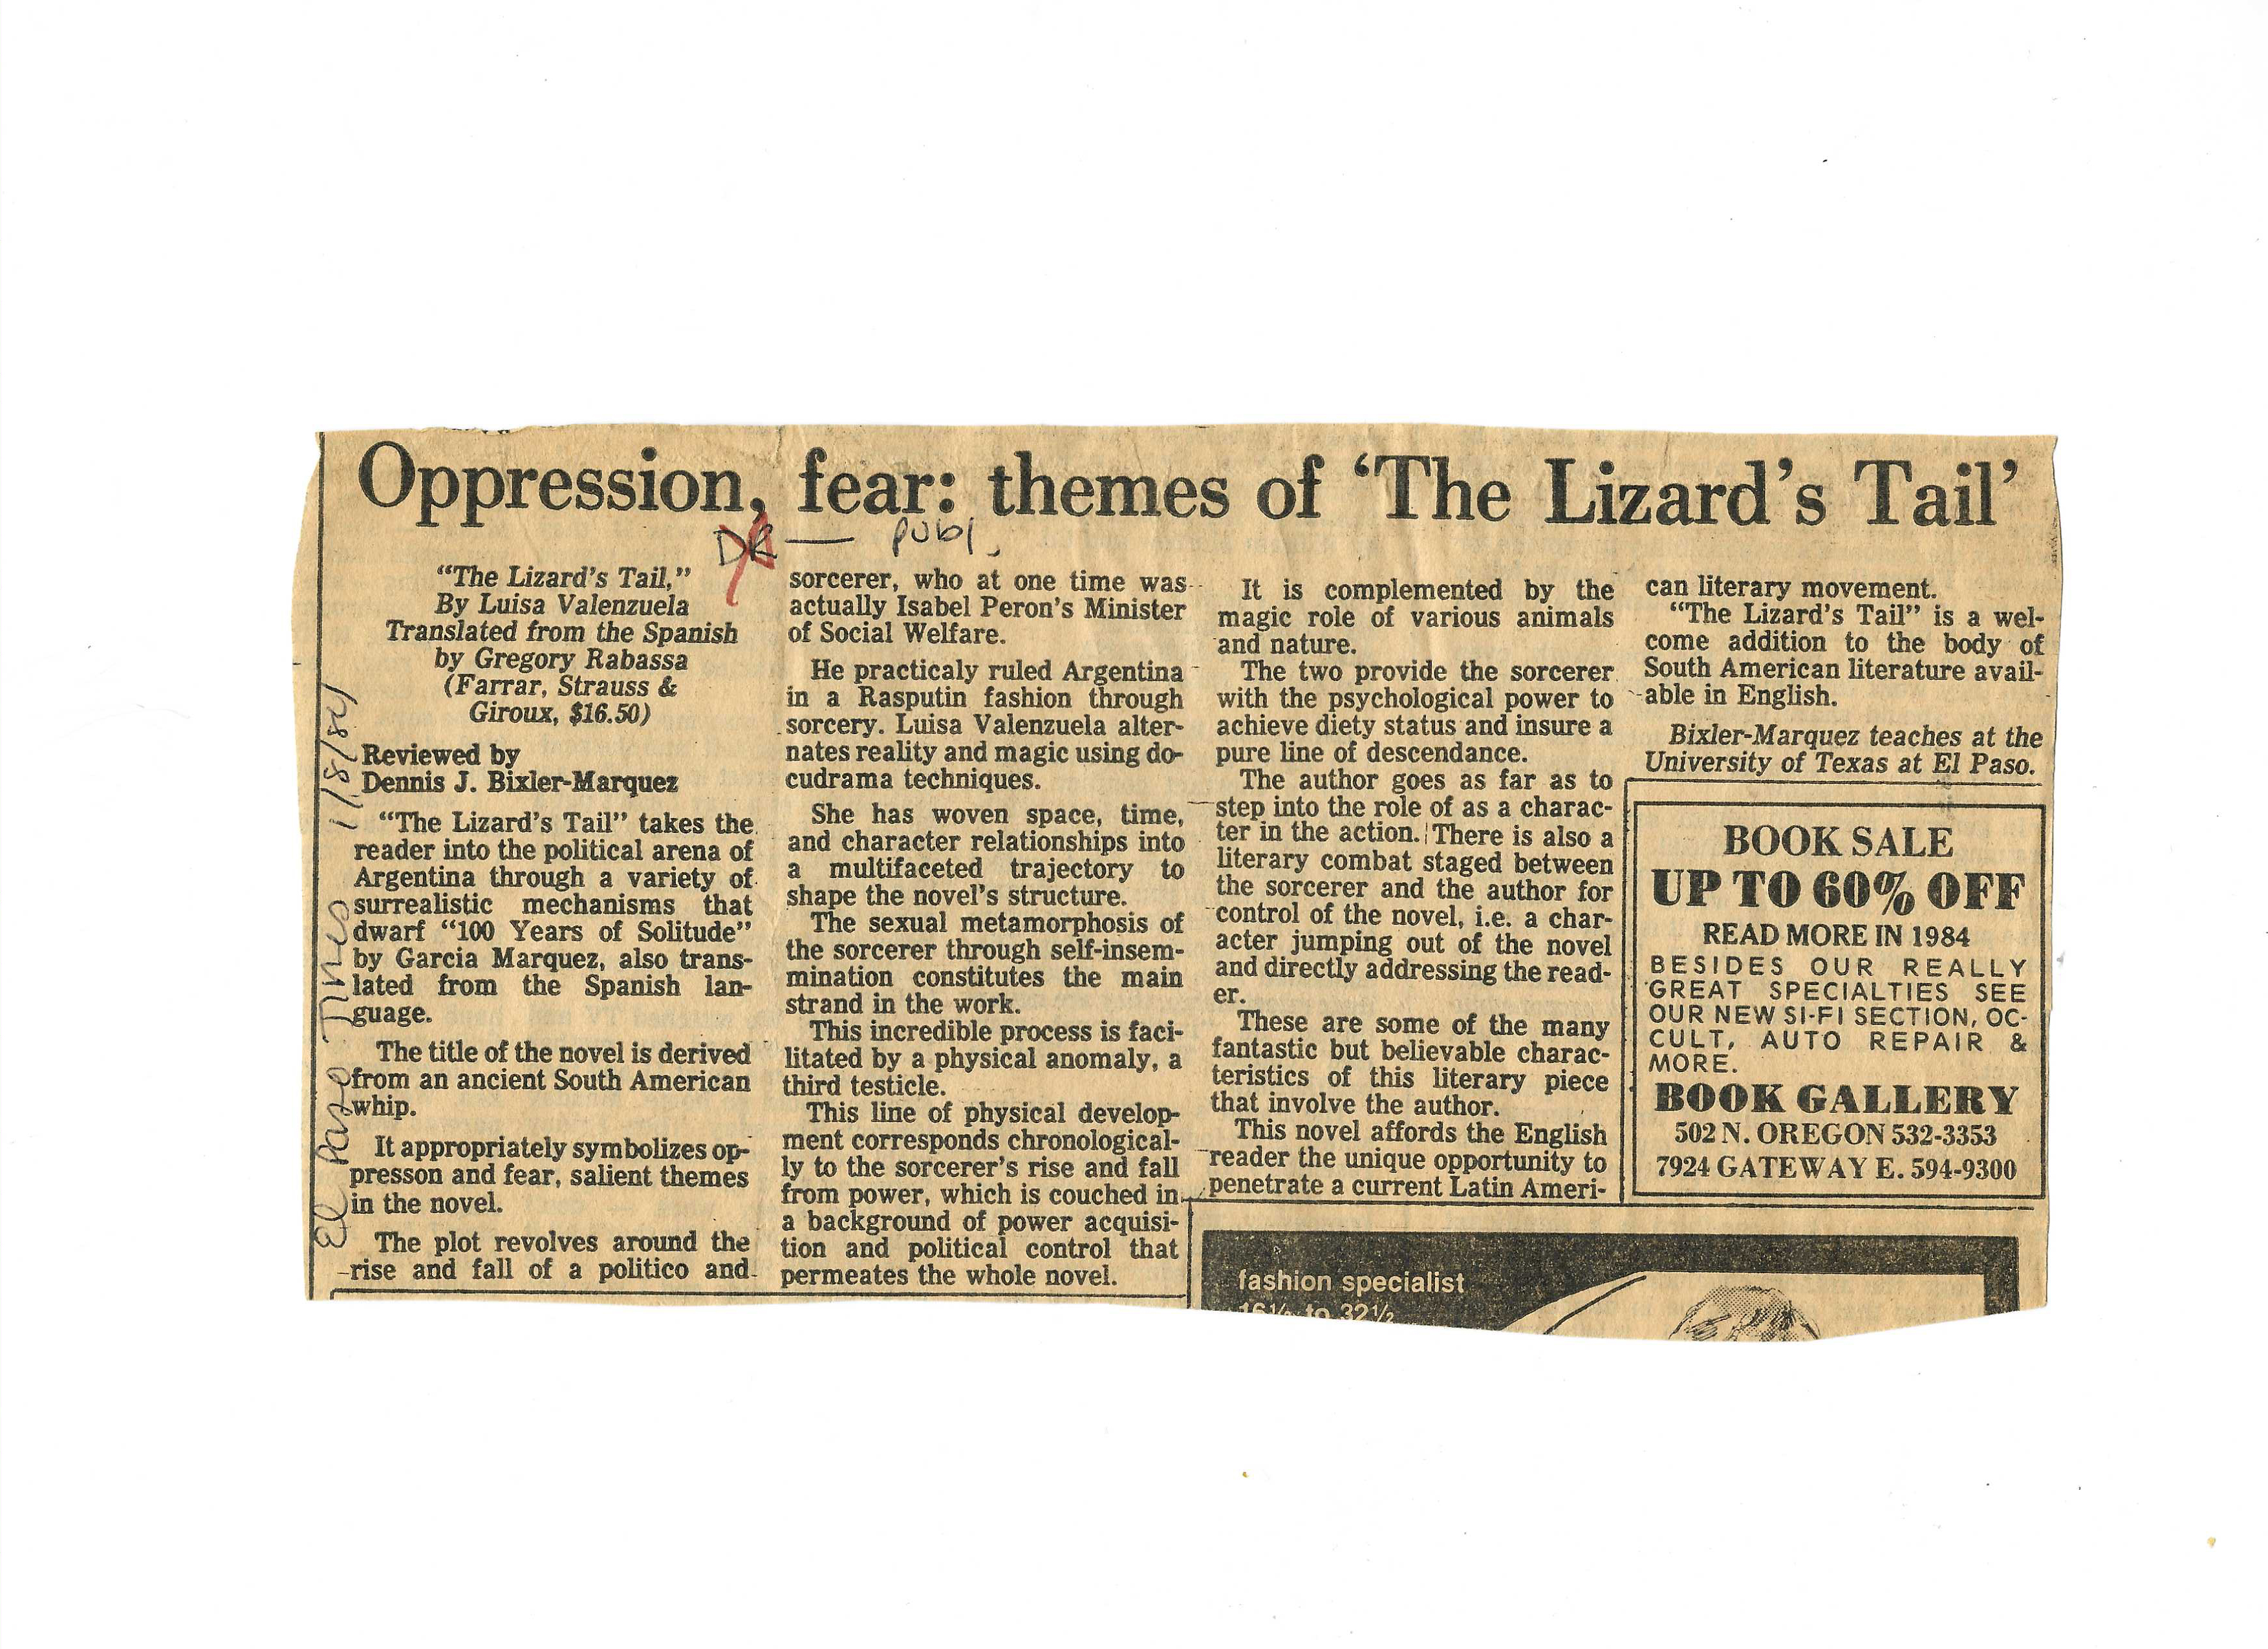 Oppression, fear: themes of ‘The Lizard’s Tail’
DR — publ.
El Paso Times 1/8/84
“The Lizard’s Tail,”
By Luisa Valenzuela
Translated from the Spanish
by Gregory Rabassa
(Farrar, Strauss &
Giroux, $16.50)
Reviewed by
Dennis J. Bixler-Marquez
“The Lizard’s Tail” takes the
reader into the political arena of
Argentina through a variety of
surrealistic mechanisms that
dwarf “100 Years of Solitude”
by Garcia Marquez, also trans-
lated from the Spanish lan-
guage.
The title of the novel is derived
from an ancient South American
whip.
It appropriately symbolizes op-
presson and fear, salient themes
in the novel.
The plot revolves around the
rise and fall of a politico and
sorcerer, who at one time was
actually Isabel Peron’s Minister
of Social Welfare.
He practicaly ruled Argentina
in a Rasputin fashion through
sorcery. Luisa Valenzuela alter-
nates reality and magic using do-
cudrama techniques.
She has woven space, time,
and character relationships into
a multifaceted trajectory to
shape the novel’s structure.
The sexual metamorphosis of
the sorcerer through self-insem-
mination constitutes the main
strand in the work.
This incredible process is faci-
litated by a physical anomaly, a
third testicle.
This line of physical develop-
ment corresponds chronological-
ly to the sorcerer’s rise and fall
from power, which is couched in
a background of power acquisi-
tion and political control that
permeates the whole novel.
It is complemented by the
magic role of various animals
and nature.
The two provide the sorcerer
with the psychological power to
achieve diety status and insure a
pure line of descendance.
The author goes as far as to
step into the role of as a charac-
ter in the action. There is also a
literary combat staged between
the sorcerer and the author for
control of the novel, i.e. a char-
acter jumping out of the novel
and directly addressing the read-
er.
These are some of the many
fantastic but believable charac-
teristics of this literary piece
that involve the author.
This novel affords the English
reader the unique opportunity to
penetrate a current Latin Ameri-
can literary movement.
“The Lizard’s Tail” is a wel-
come addition to the body of
South American literature avail-
able in English.
Bixler-Marquez teaches at the
University of Texas at El Paso.
BOOK SALE
UP TO 60% OFF
READ MORE IN 1984
BESIDES OUR REALLY
GREAT SPECIALTIES SEE
OUR NEW SI-FI SECTION, OC-
CULT, AUTO REPAIR &
MORE.
BOOK GALLERY
502 N. OREGON 532-3353
7924 GATEWAY E. 594-9300
fashion specialist
16½ to 32½